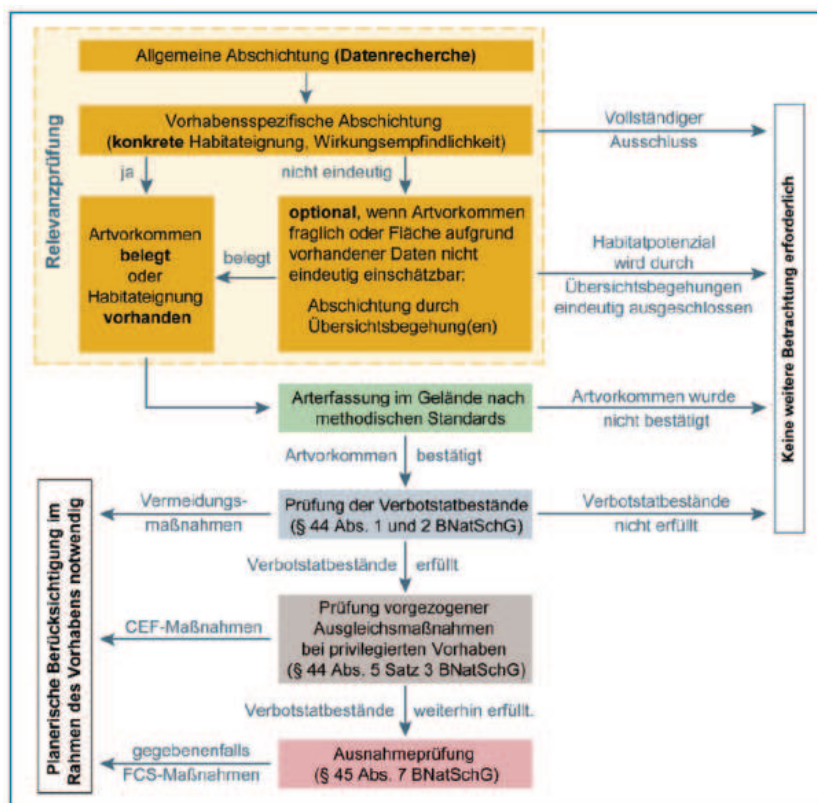 Relevanzprüfung
Allgemeine Abschichtung (Datenrecherche)
Vorhabensspezifische Abschichtung
(konkrete Habitateignung, Wirkungsempfindlichkeit)
Vollständiger
Ausschluss
ja
nicht eindeutig
Artvorkommen
belegt
oder
Habitateignung
vorhanden
belegt
optional, wenn Artvorkommen
fraglich oder Fläche aufgrund
vorhandener Daten nicht
eindeutig einschätzbar:
Abschichtung durch
Übersichtsbegehung(en)
Habitatpotenzial
wird durch
Übersichtsbegehungen
eindeutig ausgeschlossen
Keine weitere Betrachtung erforderlich
Arterfassung im Gelände nach
methodischen Standards
Artvorkommen wurde
nicht bestätigt
Artvorkommen bestätigt
Planerische Berücksichtigung im
Rahmen des Vorhabens notwendig
Vermeidungs-
maßnahmen
Prüfung der Verbotstatbestände
(§ 44 Abs. 1 und 2 BNatSchG)
Verbotstatbestände
nicht erfüllt
Verbotstatbestände erfüllt
CEF-Maßnahmen
Prüfung vorgezogener
Ausgleichsmaßnahmen
bei privilegierten Vorhaben
(§ 44 Abs. 5 Satz 3 BNatSchG)
Verbotstatbestände weiterhin erfüllt.
gegebenenfalls
FCS-Maßnahmen
Ausnahmeprüfung
(§ 45 Abs. 7 BNatSchG)